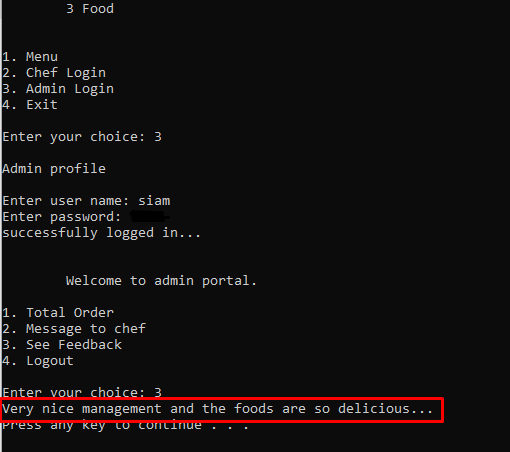 3 Food
1. Menu
2. Chef Login
3. Admin Login
4. Exit
Enter your choice: 3
Admin profile
Enter user name: siam
Enter password:
successfully logged in...
Welcome to admin portal.
1. Total Order
2. Message to chef
3. See Feedback
4. Logout
Enter your choice: 3
Very nice management and the foods are so delicious...
Press any key to continue . . .